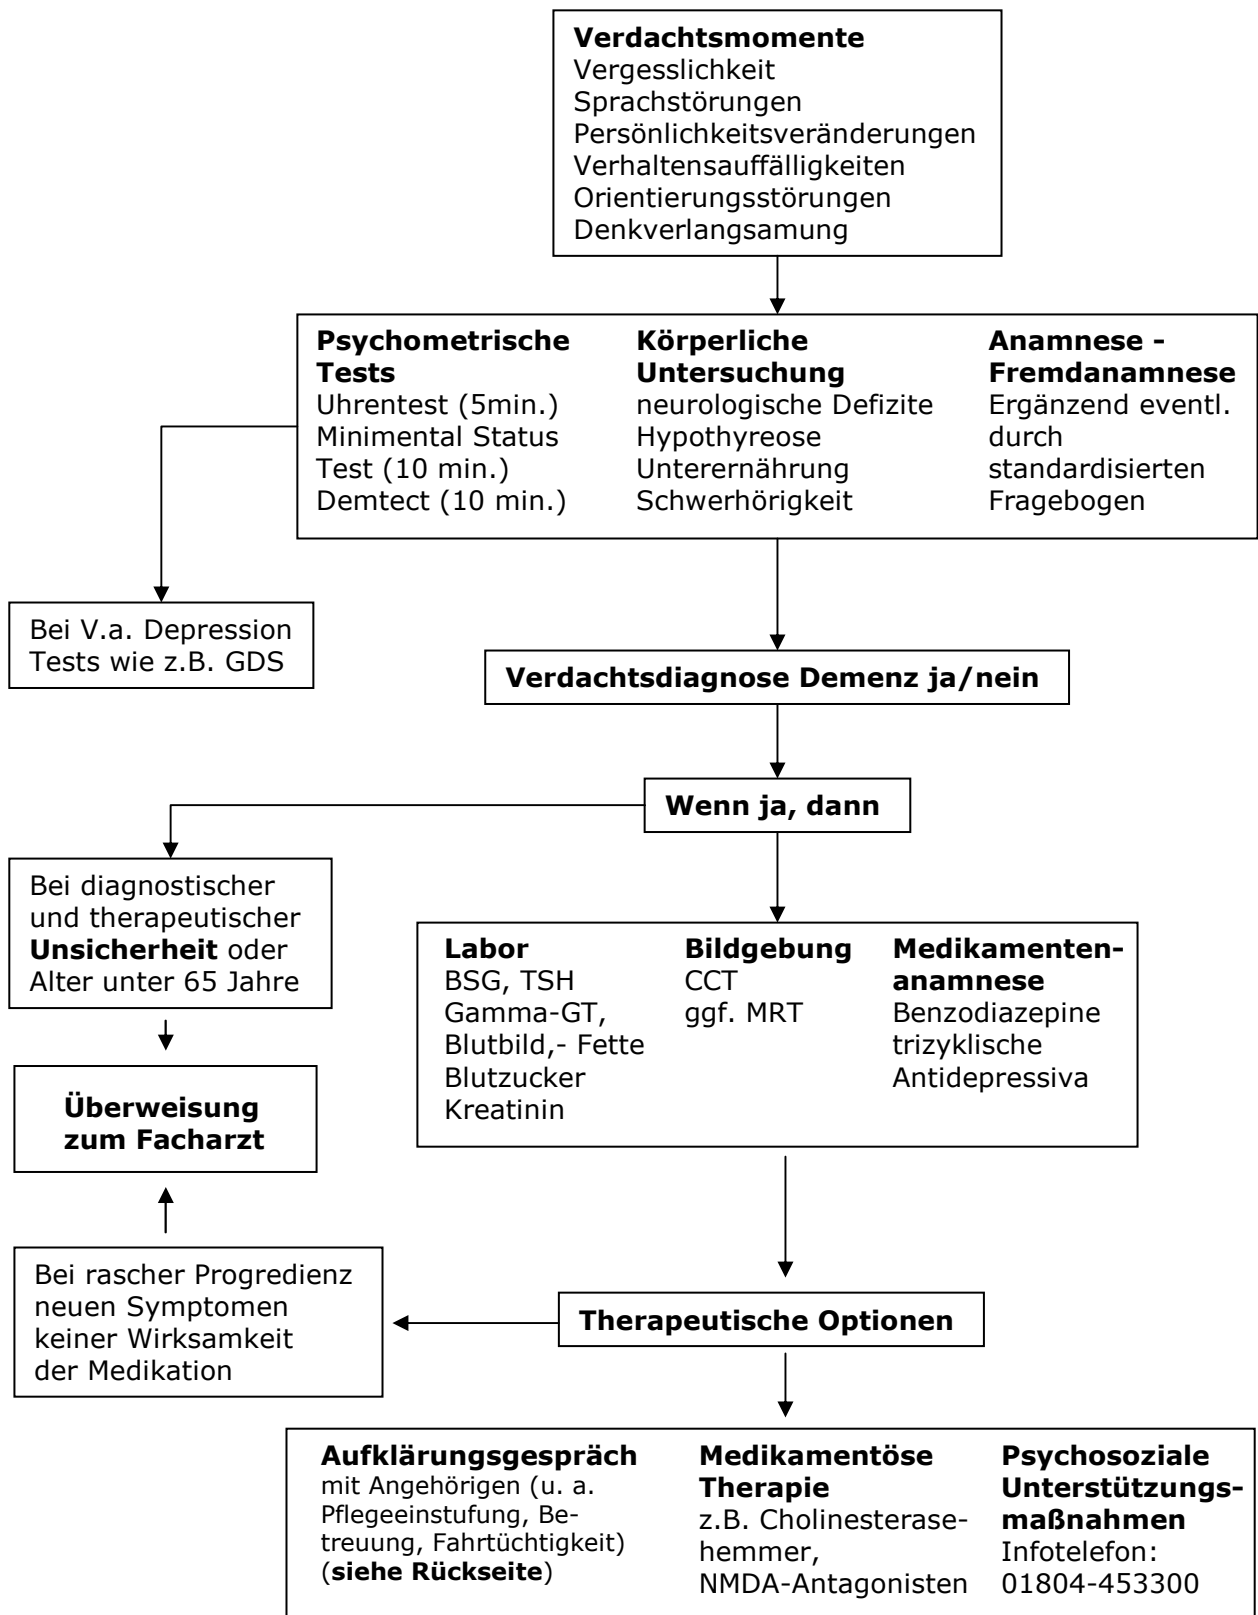 Verdachtsmomente
Vergesslichkeit
Sprachstörungen
Persönlichkeitsveränderungen
Verhaltensauffälligkeiten
Orientierungsstörungen
Denkverlangsamung
Psychometrische
Tests
Uhrentest (5min.)
Minimental Status
Test (10 min.)
Demtect (10 min.)
Körperliche
Untersuchung
neurologische Defizite
Hypothyreose
Unterernährung
Schwerhörigkeit
Anamnese -
Fremdanamnese
Ergänzend eventl.
durch
standardisierten
Fragebogen
Bei V.a. Depression
Tests wie z.B. GDS
Verdachtsdiagnose Demenz ja/nein
Wenn ja, dann
Bei diagnostischer
und therapeutischer
Unsicherheit oder
Alter unter 65 Jahre
Labor
BSG, TSH
Gamma-GT,
Blutbild,- Fette
Blutzucker
Kreatinin
Bildgebung
CCT
ggf. MRT
Medikamenten-
anamnese
Benzodiazepine
trizyklische
Antidepressiva
Überweisung
zum Facharzt
Bei rascher Progredienz
neuen Symptomen
keiner Wirksamkeit
der Medikation
Therapeutische Optionen
Aufklärungsgespräch
mit Angehörigen (u. a.
Pflegeeinstufung, Be-
treuung, Fahrtüchtigkeit)
(siehe Rückseite)
Medikamentöse
Therapie
z.B. Cholinesterase-
hemmer,
NMDA-Antagonisten
Psychosoziale
Unterstützungs-
maßnahmen
Infotelefon:
01804-453300